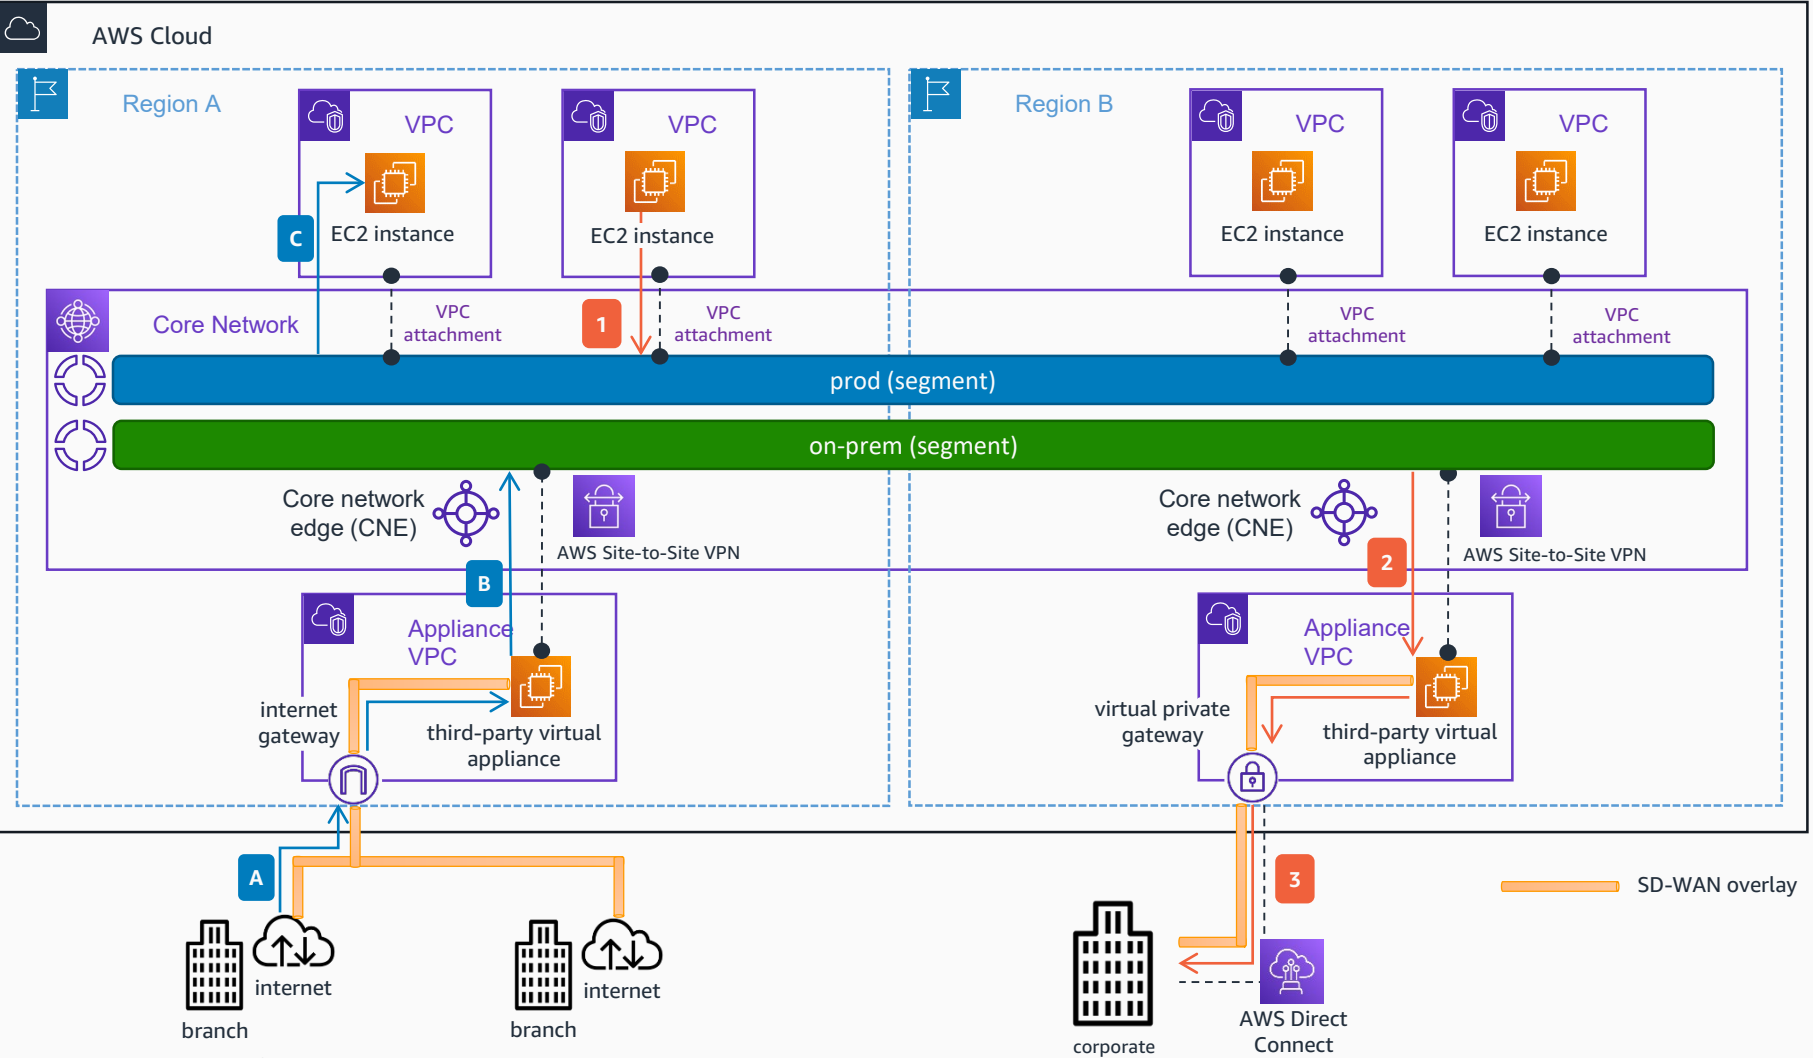 AWS Cloud
Region A
VPC
VPC
Region B
VPC
VPC
C
EC2 instance
EC2 instance
EC2 instance
EC2 instance
Core Network
VPC
attachment
1
VPC
attachment
VPC
attachment
VPC
attachment
prod (segment)
on-prem (segment)
Core network
edge (CNE)
AWS Site-to-Site VPN
Core network
edge (CNE)
AWS Site-to-Site VPN
B
2
Appliance
VPC
Appliance
VPC
internet
gateway
third-party virtual
appliance
virtual private
gateway
third-party virtual
appliance
A
3
SD-WAN overlay
internet
branch
internet
branch
corporate
AWS Direct
Connect